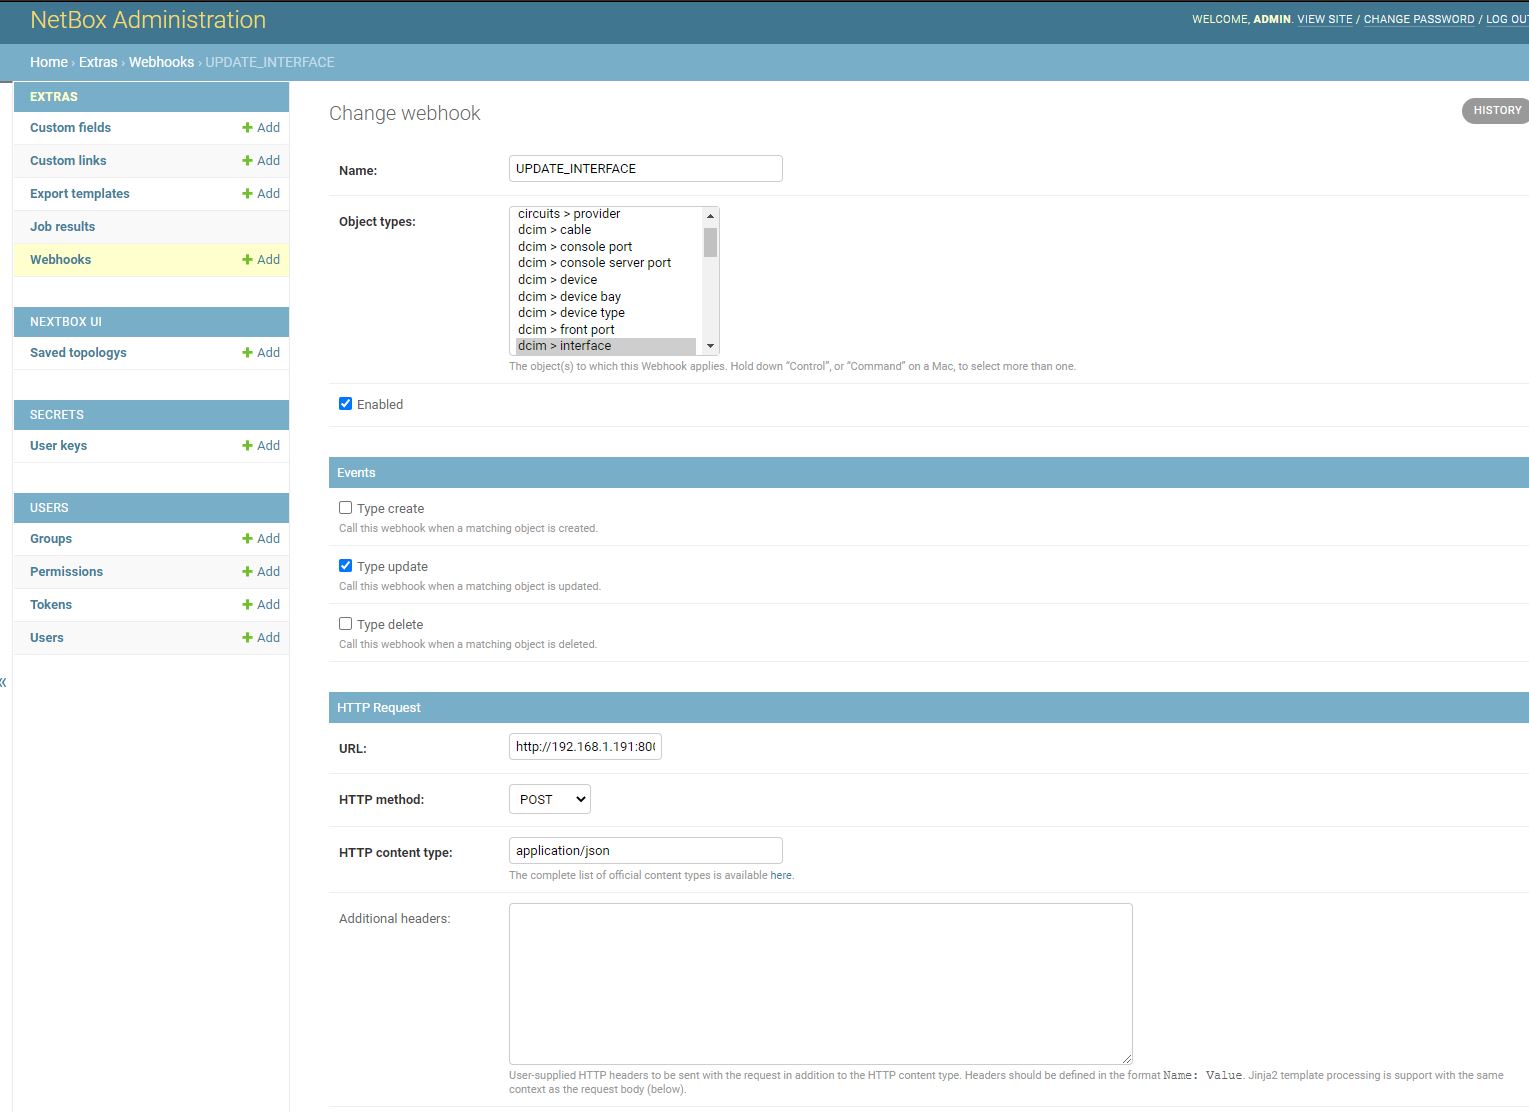 NetBox Administration
WELCOME, ADMIN. VIEW SITE / CHANGE PASSWORD / LOG OUT
Home › Extras › Webhooks › UPDATE_INTERFACE
EXTRAS
Custom fields + Add
Custom links + Add
Export templates + Add
Job results
Webhooks + Add
NEXTBOX UI
Saved topologys + Add
SECRETS
User keys + Add
USERS
Groups + Add
Permissions + Add
Tokens + Add
Users + Add
«
Change webhook
HISTORY
Name: UPDATE_INTERFACE
Object types:
circuits > provider
dcim > cable
dcim > console port
dcim > console server port
dcim > device
dcim > device bay
dcim > device type
dcim > front port
dcim > interface
The object(s) to which this Webhook applies. Hold down “Control”, or “Command” on a Mac, to select more than one.
Enabled
Events
Type create
Call this webhook when a matching object is created.
Type update
Call this webhook when a matching object is updated.
Type delete
Call this webhook when a matching object is deleted.
HTTP Request
URL: http://192.168.1.191:80
HTTP method: POST
HTTP content type: application/json
The complete list of official content types is available here.
Additional headers:
User-supplied HTTP headers to be sent with the request in addition to the HTTP content type. Headers should be defined in the format Name: Value. Jinja2 template processing is support with the same
context as the request body (below).